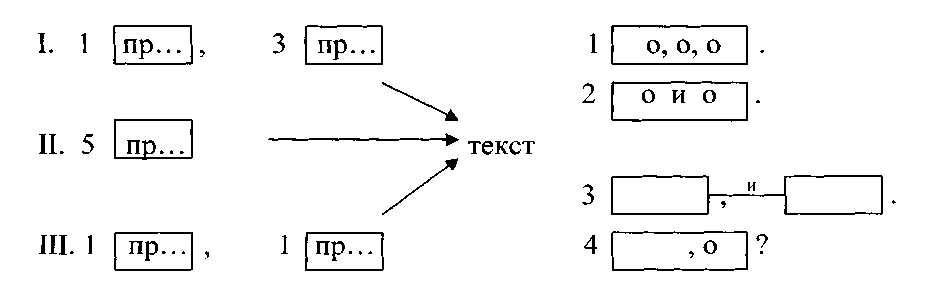 I. 1 пр... , 3 пр... 1 о, о, о .
2 о и о .
II. 5 пр... текст
3 , и .
III. 1 пр... , 1 пр... 4 , о ?